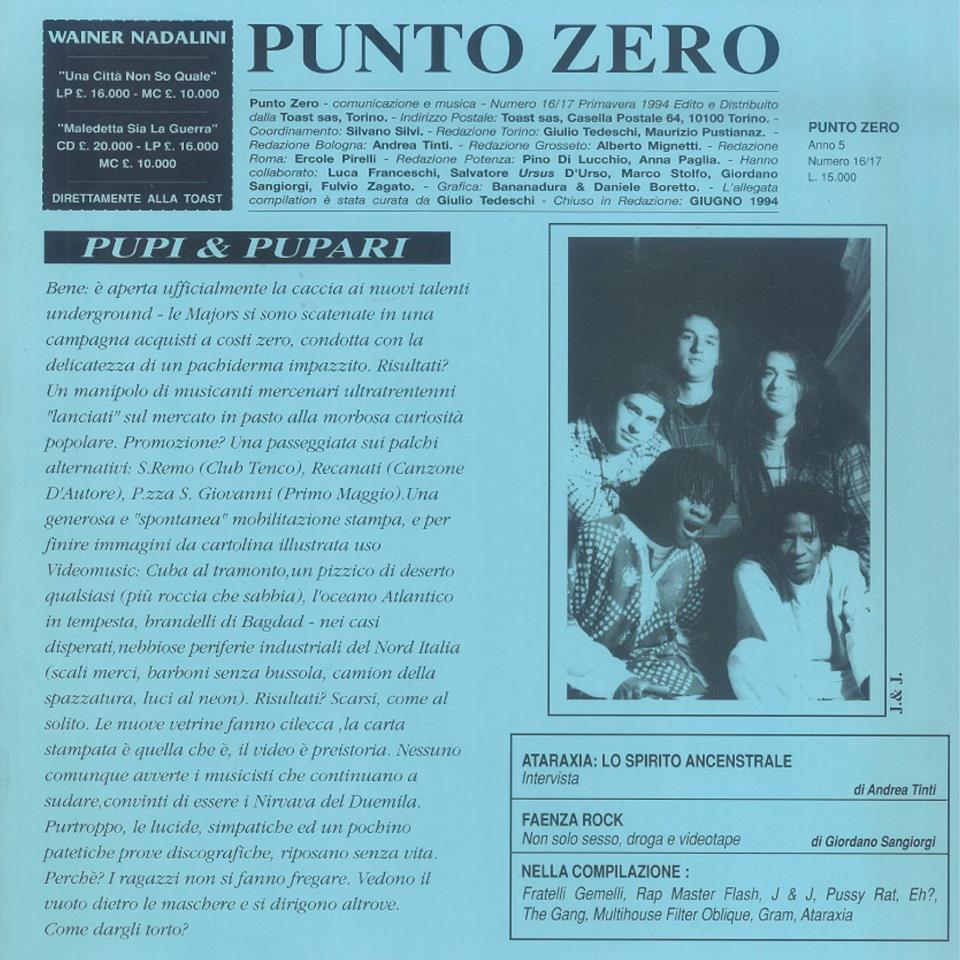 WAINER NADALINI
"Una Città Non So Quale"
LP £. 16.000 - MC £. 10.000
"Maledetta Sia La Guerra"
CD £. 20.000 - LP £. 16.000
MC £. 10.000
DIRETTAMENTE ALLA TOAST
PUNTO ZERO
Punto Zero - comunicazione e musica - Numero 16/17 Primavera 1994 Edito e Distribuito
dalla Toast sas, Torino. - Indirizzo Postale: Toast sas, Casella Postale 64, 10100 Torino. -
Coordinamento: Silvano Silvi. - Redazione Torino: Giulio Tedeschi, Maurizio Pustianaz. -
Redazione Bologna: Andrea Tinti. - Redazione Grosseto: Alberto Mignetti. - Redazione
Roma: Ercole Pirelli - Redazione Potenza: Pino Di Lucchio, Anna Paglia. - Hanno
collaborato: Luca Franceschi, Salvatore Ursus D'Urso, Marco Stolfo, Giordano
Sangiorgi, Fulvio Zagato. - Grafica: Bananadura & Daniele Boretto. - L'allegata
compilation è stata curata da Giulio Tedeschi - Chiuso in Redazione: GIUGNO 1994
PUNTO ZERO
Anno 5
Numero 16/17
L. 15.000
PUPI & PUPARI
Bene: è aperta ufficialmente la caccia ai nuovi talenti
underground - le Majors si sono scatenate in una
campagna acquisti a costi zero, condotta con la
delicatezza di un pachiderma impazzito. Risultati?
Un manipolo di musicanti mercenari ultratrentenni
"lanciati" sul mercato in pasto alla morbosa curiosità
popolare. Promozione? Una passeggiata sui palchi
alternativi: S.Remo (Club Tenco), Recanati (Canzone
D'Autore), P.zza S. Giovanni (Primo Maggio).Una
generosa e "spontanea" mobilitazione stampa, e per
finire immagini da cartolina illustrata uso
Videomusic: Cuba al tramonto,un pizzico di deserto
qualsiasi (più roccia che sabbia), l'oceano Atlantico
in tempesta, brandelli di Bagdad - nei casi
disperati,nebbiose periferie industriali del Nord Italia
(scali merci, barboni senza bussola, camion della
spazzatura, luci al neon). Risultati? Scarsi, come al
solito. Le nuove vetrine fanno cilecca ,la carta
stampata è quella che è, il video è preistoria. Nessuno
comunque avverte i musicisti che continuano a
sudare,convinti di essere i Nirvava del Duemila.
Purtroppo, le lucide, simpatiche ed un pochino
patetiche prove discografiche, riposano senza vita.
Perchè? I ragazzi non si fanno fregare. Vedono il
vuoto dietro le maschere e si dirigono altrove.
Come dargli torto?
J.& J.
ATARAXIA: LO SPIRITO ANCENSTRALE
Intervista
di Andrea Tinti
FAENZA ROCK
Non solo sesso, droga e videotape
di Giordano Sangiorgi
NELLA COMPILAZIONE :
Fratelli Gemelli, Rap Master Flash, J & J, Pussy Rat, Eh?,
The Gang, Multihouse Filter Oblique, Gram, Ataraxia